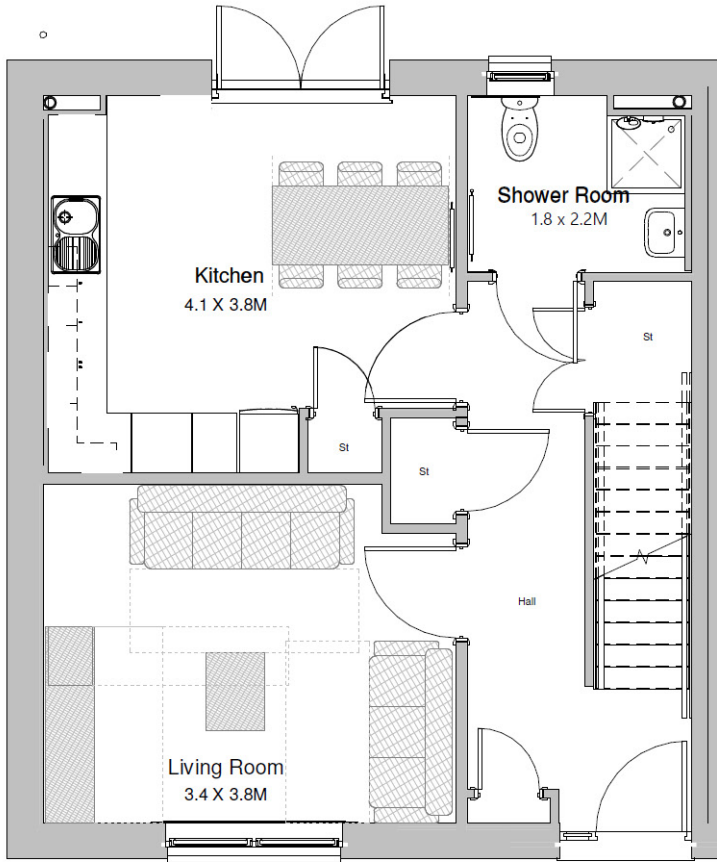 Shower Room
1.8 x 2.2M
Kitchen
4.1 X 3.8M
St
St
St
Hall
Living Room
3.4 X 3.8M